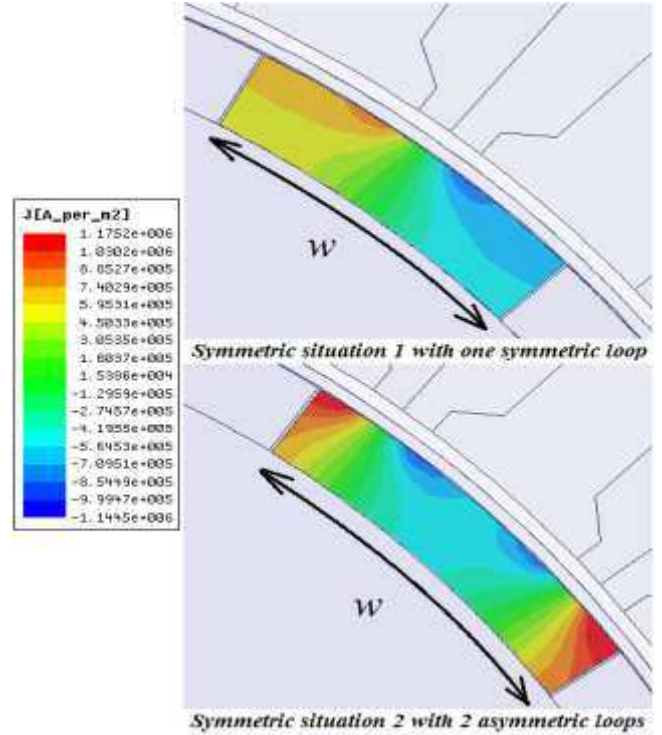 J[A_per_m2]
1.1752e+006
1.0302e+006
8.8527e+005
7.4029e+005
5.9531e+005
4.5033e+005
3.0535e+005
1.6037e+005
1.5386e+004
-1.2959e+005
-2.7457e+005
-4.1955e+005
-5.6453e+005
-7.0951e+005
-8.5449e+005
-9.9947e+005
-1.1445e+006
w
Symmetric situation 1 with one symmetric loop
w
Symmetric situation 2 with 2 asymmetric loops